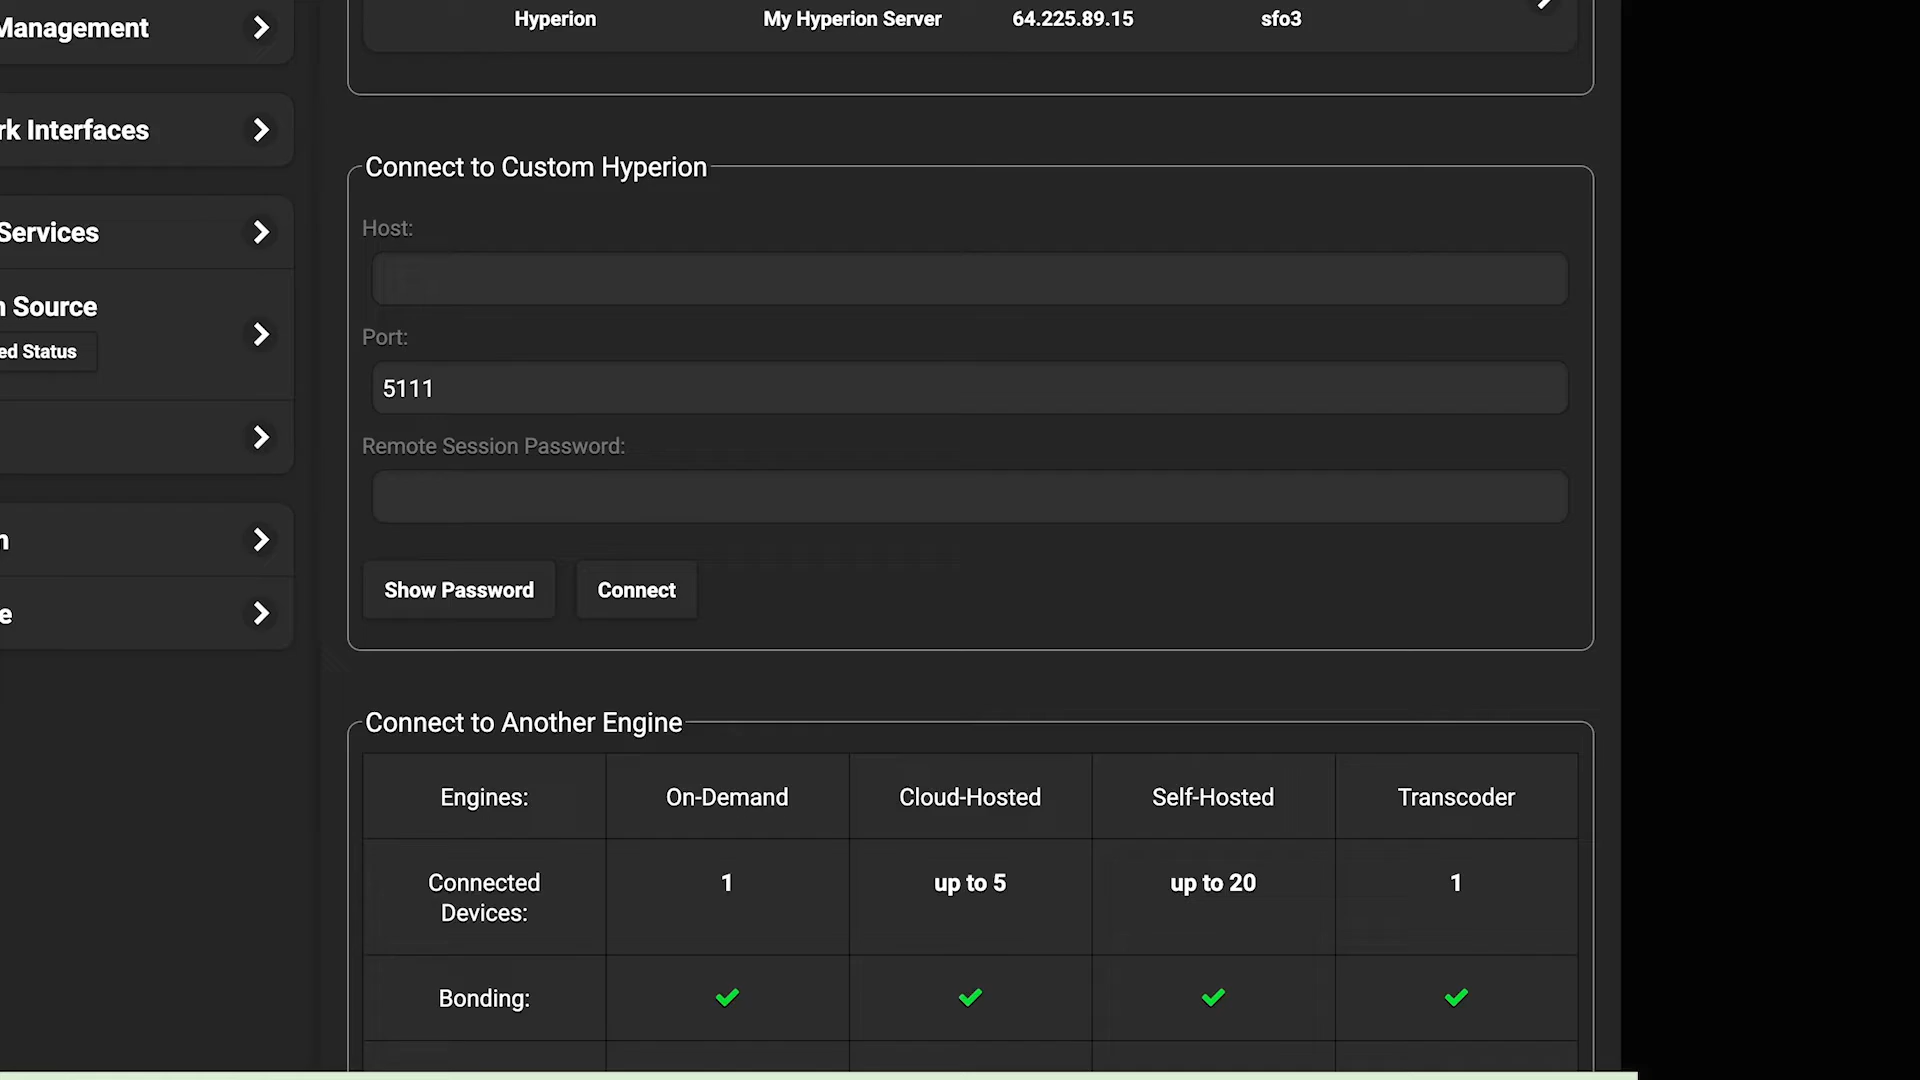 Management
Hyperion My Hyperion Server 64.225.89.15 sfo3
rk Interfaces
Services
n Source
ed Status
n
e
Connect to Custom Hyperion
Host:
Port:
5111
Remote Session Password:
Show Password Connect
Connect to Another Engine
Engines: On-Demand Cloud-Hosted Self-Hosted Transcoder
Connected
Devices: 1 up to 5 up to 20 1
Bonding: